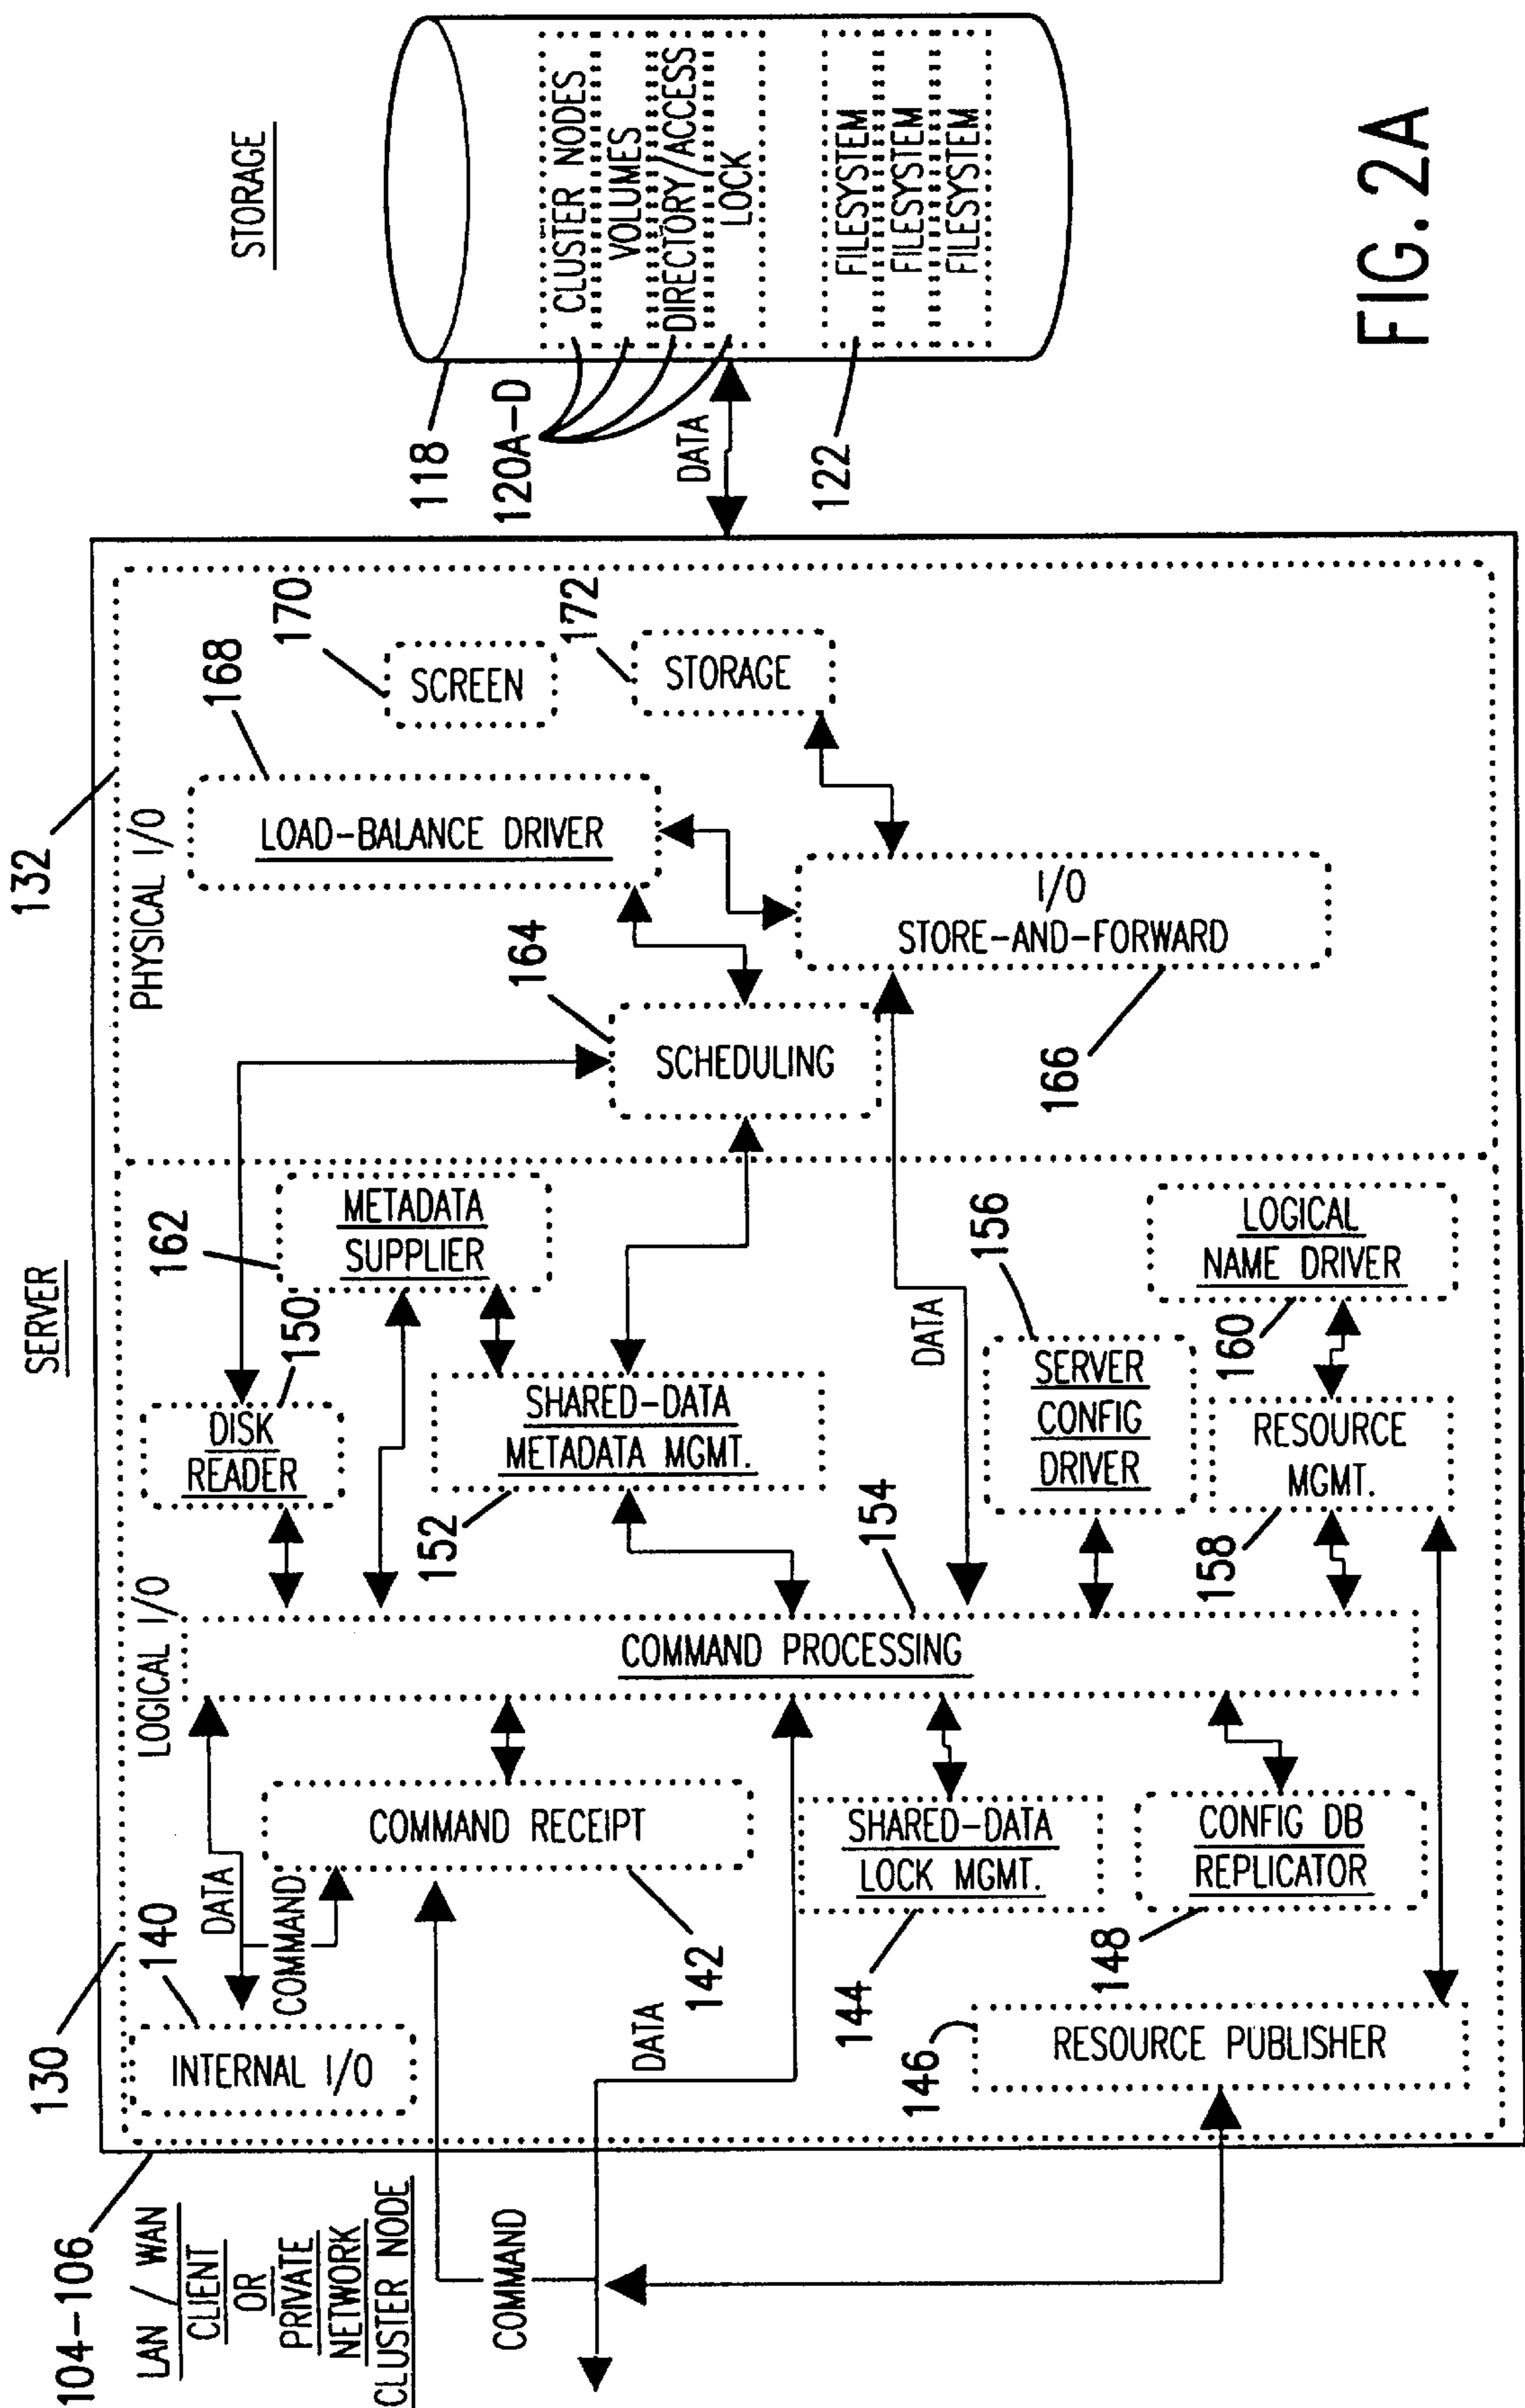 SERVER
STORAGE
104-106
LAN / WAN
CLIENT
OR
PRIVATE
NETWORK
CLUSTER NODE
COMMAND
130
LOGICAL I/O
132
PHYSICAL I/O
140
INTERNAL I/O
DATA
COMMAND
COMMAND RECEIPT
142
DATA
144
SHARED-DATA
LOCK MGMT.
146
RESOURCE PUBLISHER
148
CONFIG DB
REPLICATOR
COMMAND PROCESSING
154
150
DISK
READER
162
METADATA
SUPPLIER
152
SHARED-DATA
METADATA MGMT.
DATA
156
SERVER
CONFIG
DRIVER
158
RESOURCE
MGMT.
160
LOGICAL
NAME DRIVER
164
SCHEDULING
166
I/O
STORE-AND-FORWARD
168
LOAD-BALANCE DRIVER
170
SCREEN
172
STORAGE
DATA
118
120A-D
CLUSTER NODES
VOLUMES
DIRECTORY/ACCESS
LOCK
122
FILESYSTEM
FILESYSTEM
FILESYSTEM
FIG. 2A